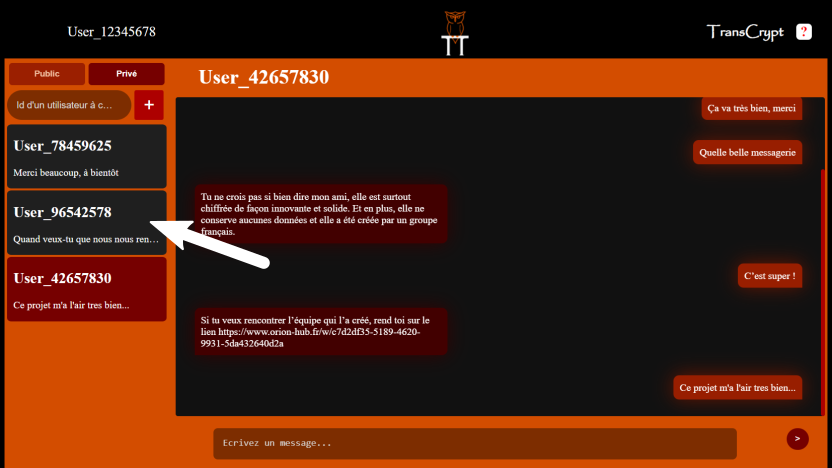 User_12345678
TT
TransCrypt ?
Public
Privé
Id d'un utilisateur à c...
+
User_78459625
Merci beaucoup, à bientôt
User_96542578
Quand veux-tu que nous nous ren...
User_42657830
Ce projet m'a l'air tres bien...
User_42657830
Ça va très bien, merci
Quelle belle messagerie
Tu ne crois pas si bien dire mon ami, elle est surtout
chiffrée de façon innovante et solide. Et en plus, elle ne
conserve aucunes données et elle a été créée par un groupe
français.
C'est super !
Si tu veux rencontrer l'équipe qui l'a créé, rend toi sur le
lien https://www.orion-hub.fr/w/c7d2df35-5189-4620-
9931-5da432640d2a
Ce projet m'a l'air tres bien...
Ecrivez un message...
>